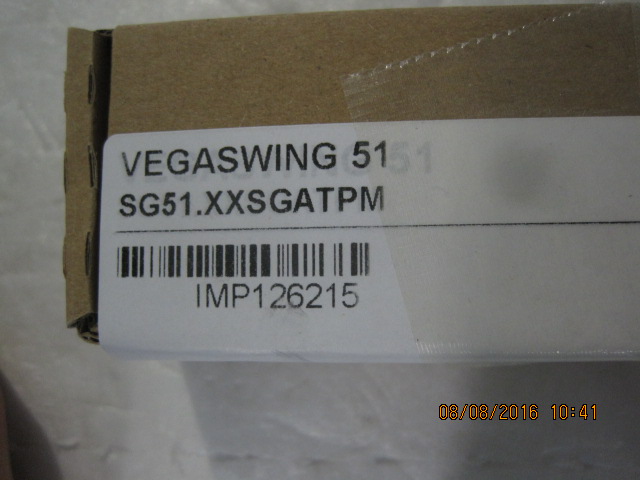 VEGASWING 51
SG51.XXSGATPM
IMP126215
08/08/2016 10:41